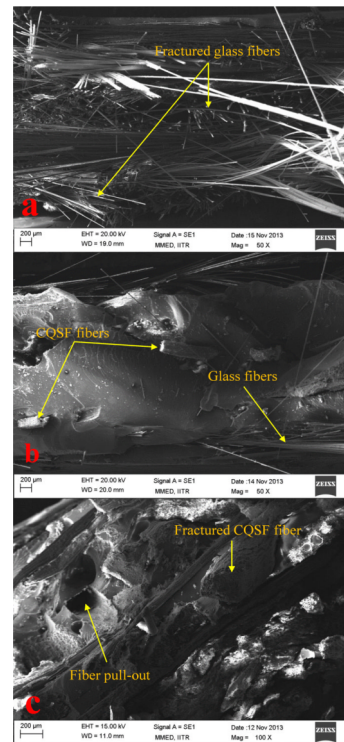 Fractured glass fibers
a
200 µm
EHT = 20.00 kV
WD = 19.0 mm
Signal A = SE1
MMED, IITR
Date :15 Nov 2013
Mag = 50 X
ZEISS
CQSF fibers
Glass fibers
b
200 µm
EHT = 20.00 kV
WD = 20.0 mm
Signal A = SE1
MMED, IITR
Date :14 Nov 2013
Mag = 50 X
ZEISS
Fractured CQSF fiber
Fiber pull-out
c
200 µm
EHT = 15.00 kV
WD = 11.0 mm
Signal A = SE1
MMED, IITR
Date :12 Nov 2013
Mag = 100 X
ZEISS